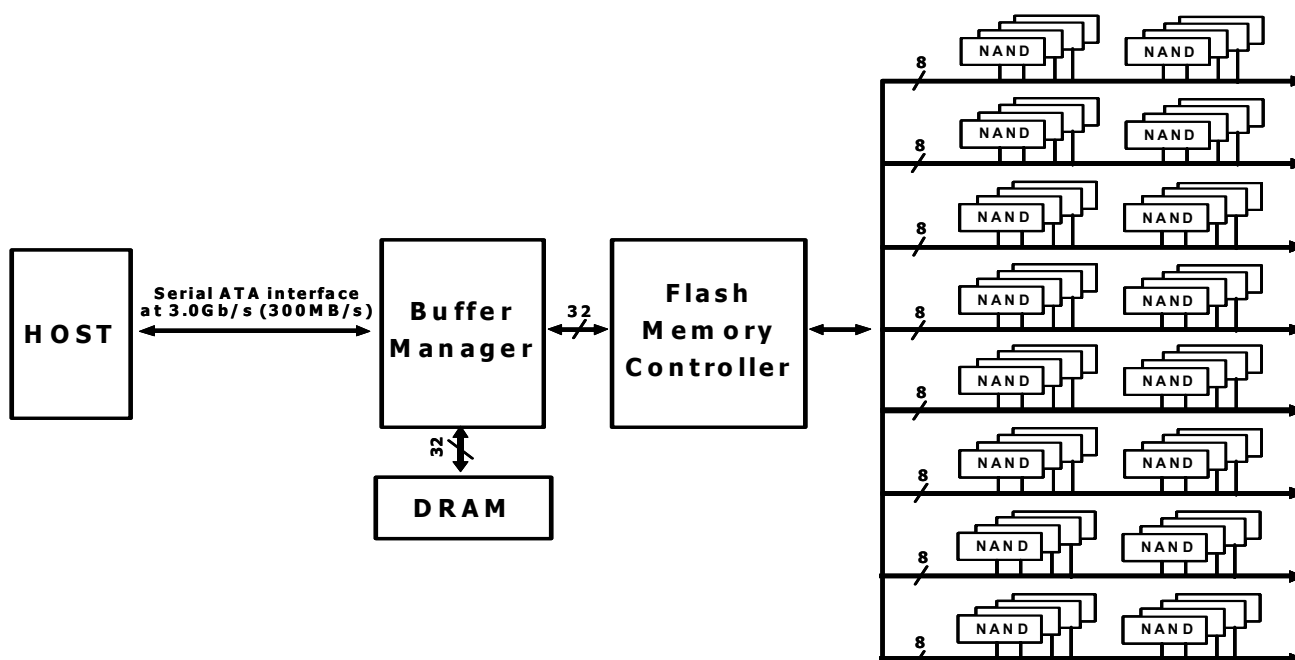 HOST
Serial ATA interface
at 3.0Gb/s (300MB/s)
Buffer
Manager
32
DRAM
32
Flash
Memory
Controller
8
NAND NAND
8
NAND NAND
8
NAND NAND
8
NAND NAND
8
NAND NAND
8
NAND NAND
8
NAND NAND
8
NAND NAND